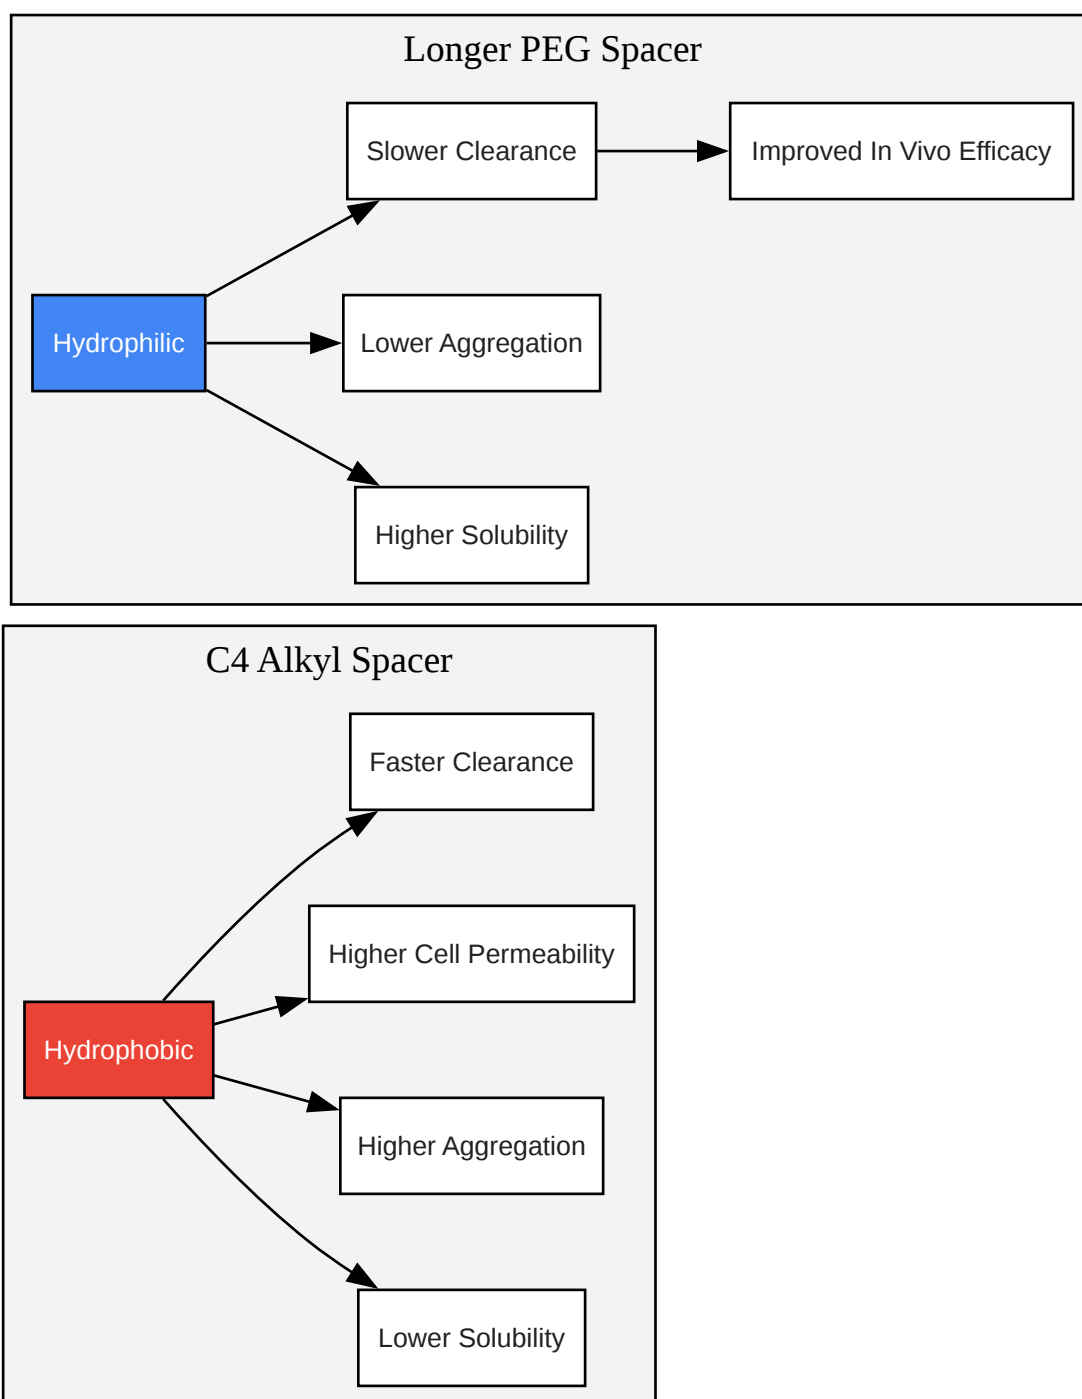 Longer PEG Spacer
Slower Clearance
Improved In Vivo Efficacy
Hydrophilic
Lower Aggregation
Higher Solubility
C4 Alkyl Spacer
Faster Clearance
Higher Cell Permeability
Hydrophobic
Higher Aggregation
Lower Solubility